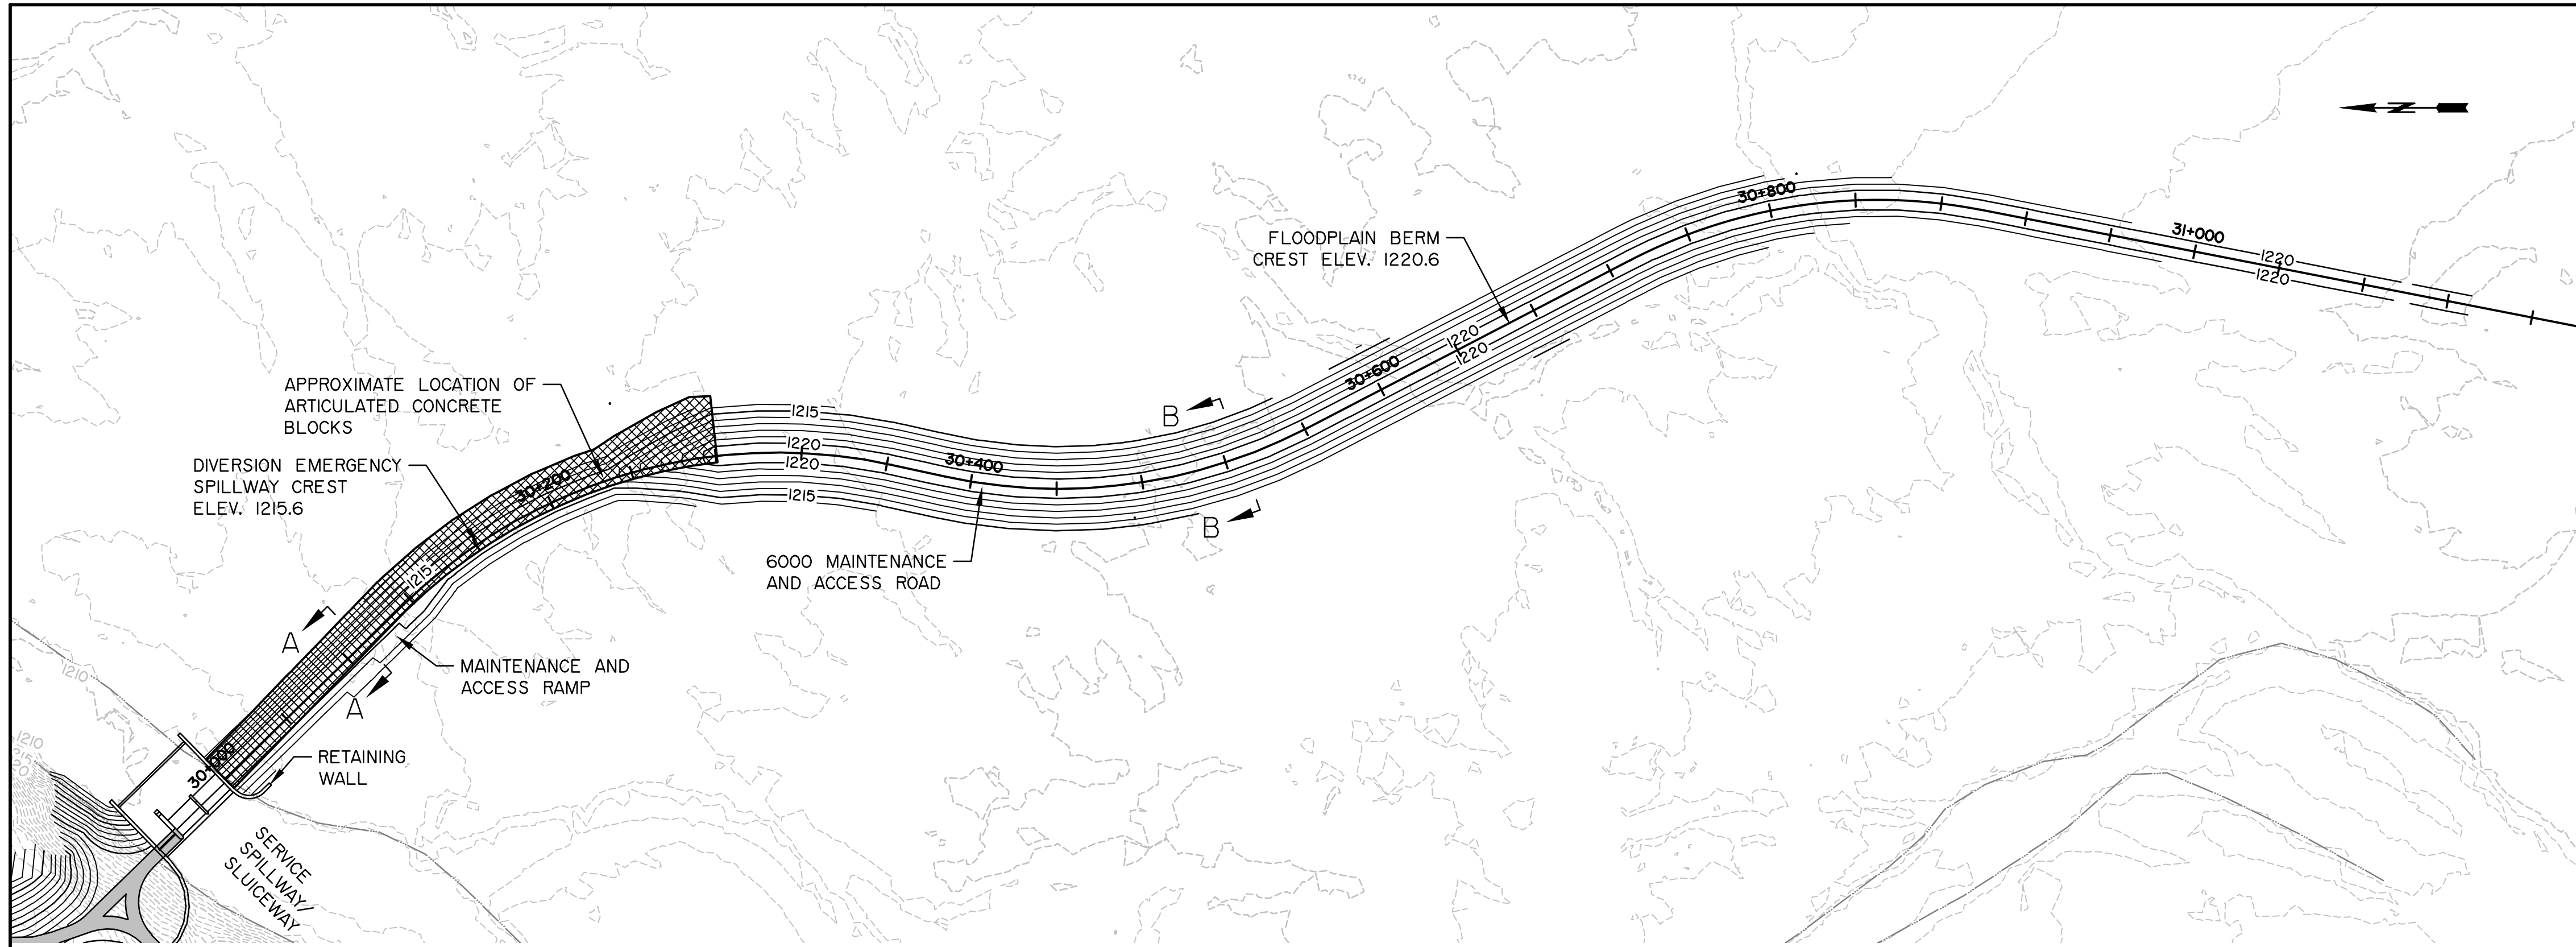 N
30+800
31+000
1220
1220
FLOODPLAIN BERM
CREST ELEV. 1220.6
1220
1220
30+600
APPROXIMATE LOCATION OF
ARTICULATED CONCRETE
BLOCKS
1215
B
1220
1220
30+400
1215
DIVERSION EMERGENCY
SPILLWAY CREST
ELEV. 1215.6
30+200
B
6000 MAINTENANCE
AND ACCESS ROAD
1215
A
MAINTENANCE AND
ACCESS RAMP
A
1210
RETAINING
WALL
30+000
1210
SERVICE
SPILLWAY/
SLUICEWAY